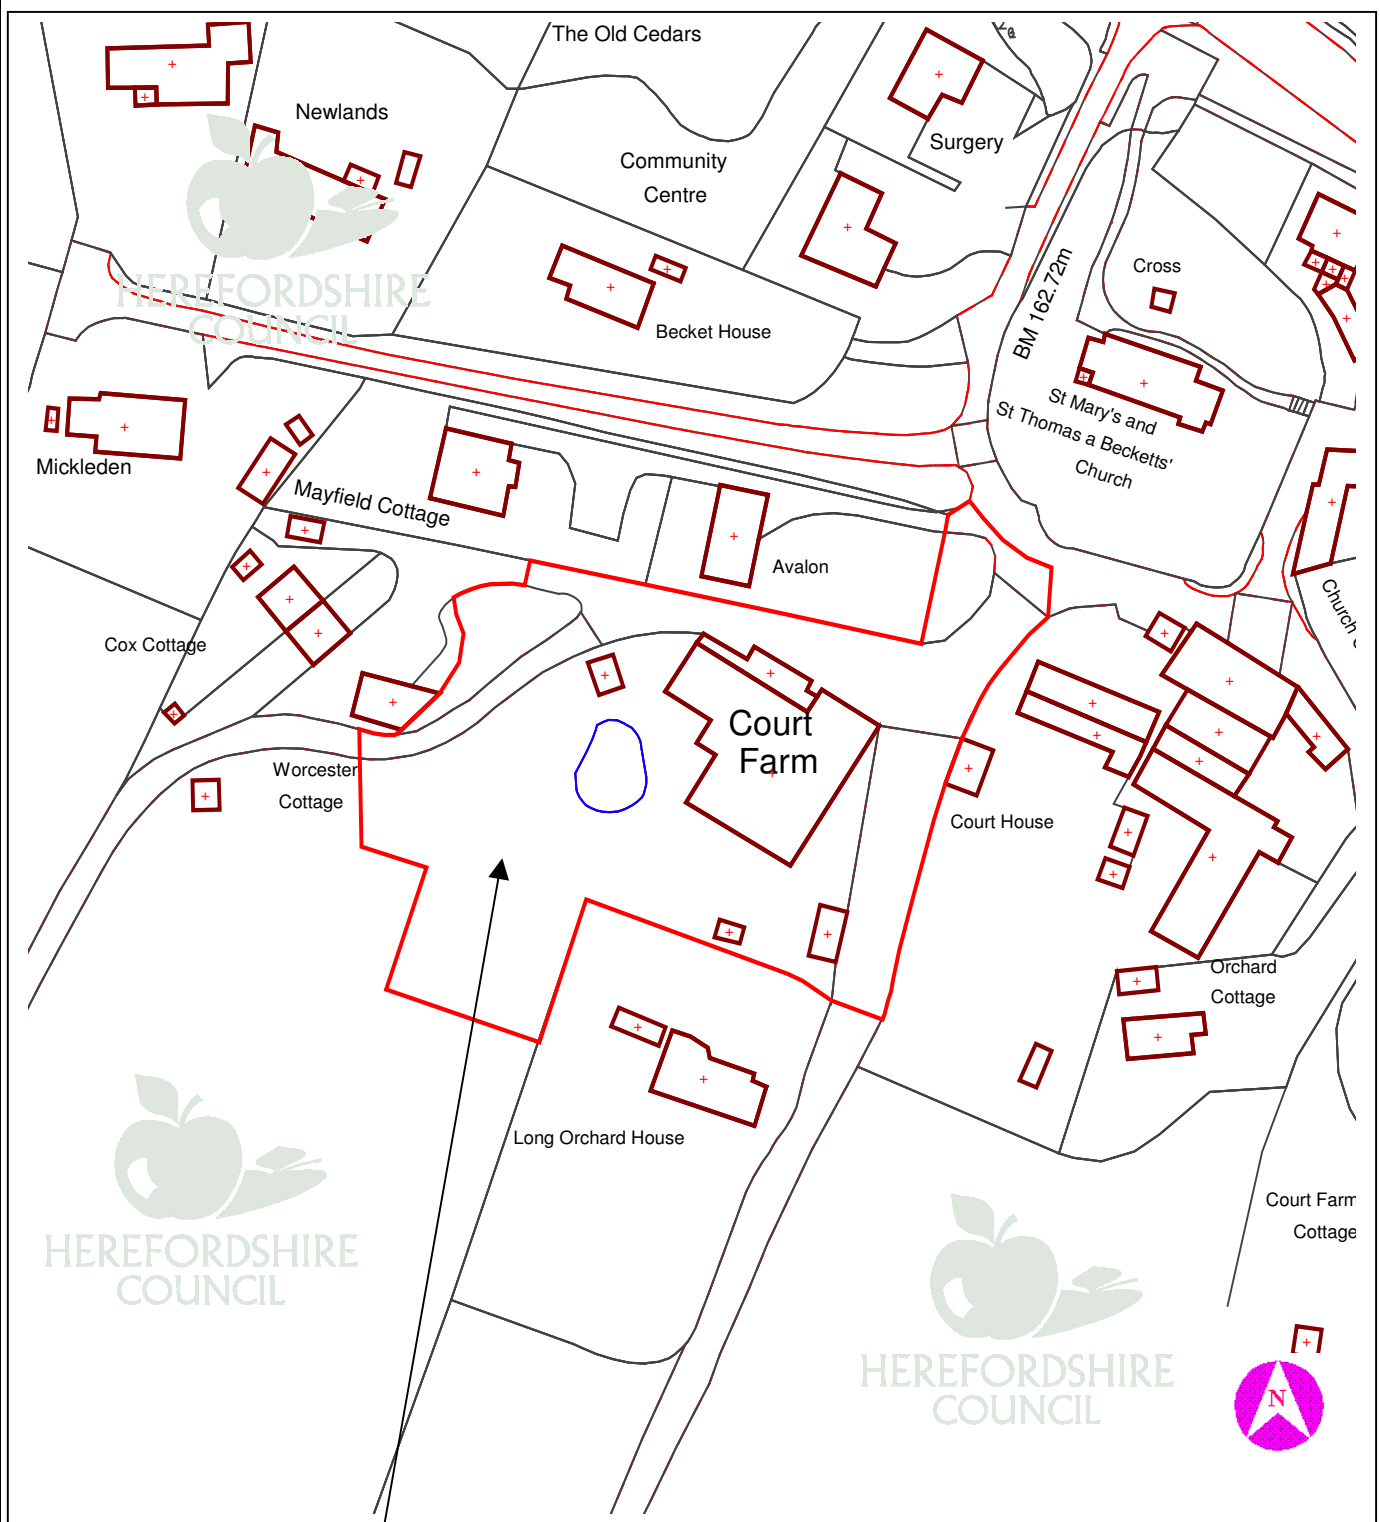 The Old Cedars
Newlands
Surgery
Community
Centre
HEREFORDSHIRE
COUNCIL
Cross
BM 162.72m
Becket House
St Mary's and
St Thomas a Becketts'
Church
Mickleden
Mayfield Cottage
Avalon
Church
Cox Cottage
Court
Farm
Worcester
Cottage
Court House
Orchard
Cottage
Long Orchard House
Court Farm
Cottage
HEREFORDSHIRE
COUNCIL
HEREFORDSHIRE
COUNCIL
N